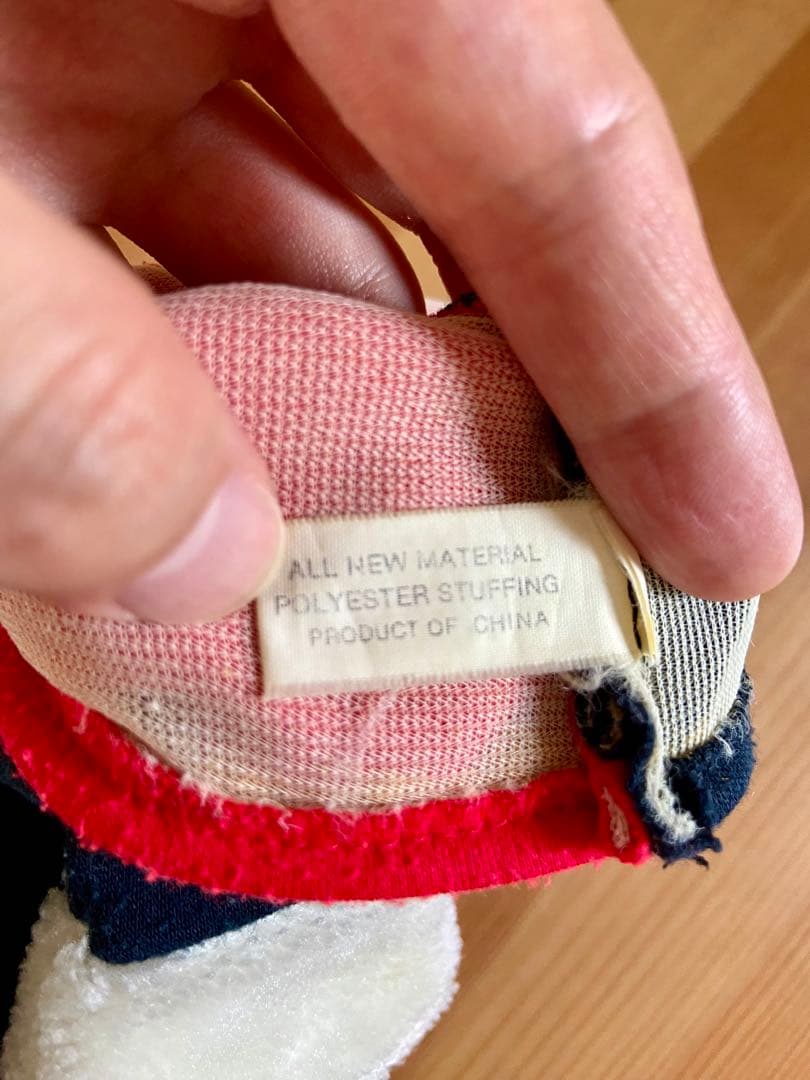 ALL NEW MATERIAL
POLYESTER STUFFING
PRODUCT OF CHINA